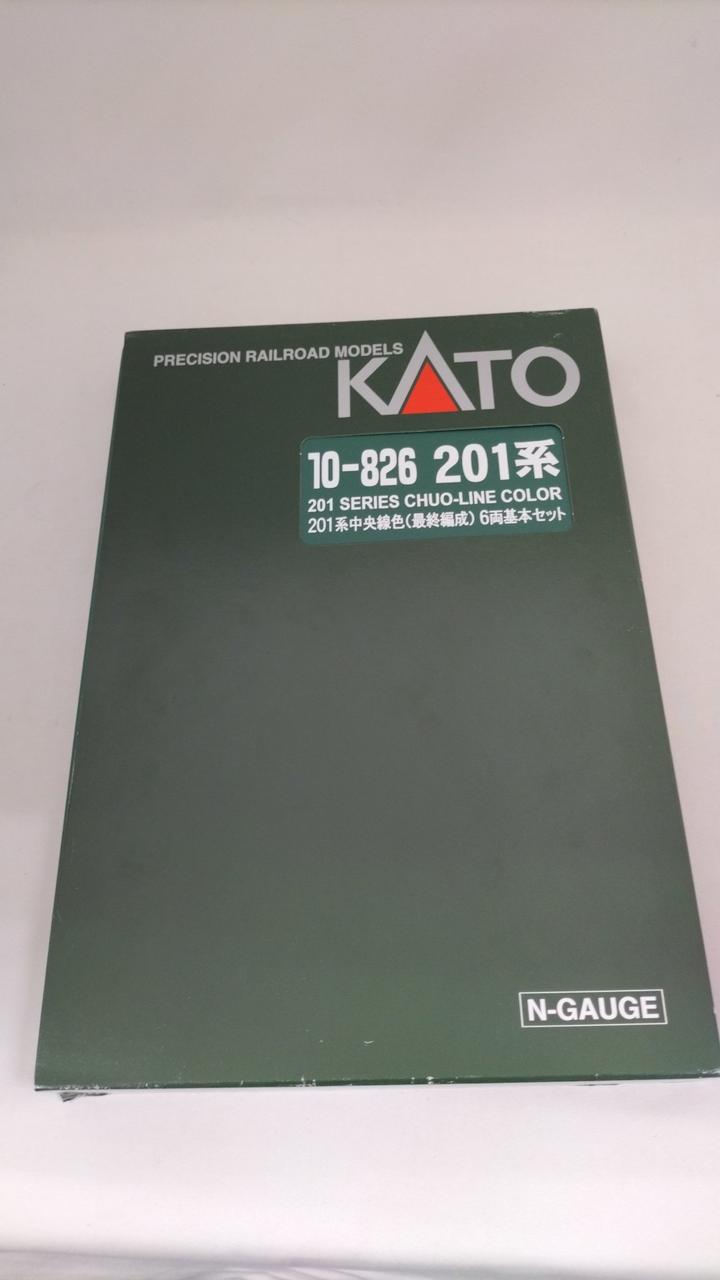 PRECISION RAILROAD MODELS
KATO
10-826 201系
201 SERIES CHUO-LINE COLOR
201系中央線色(最終編成) 6両基本セット
N-GAUGE